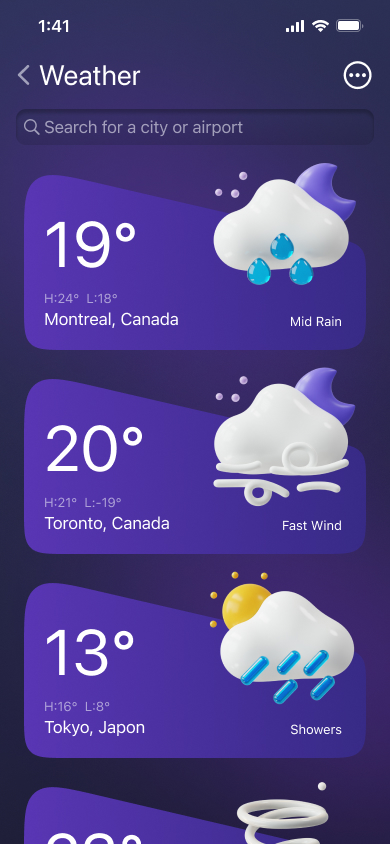 1:41
Weather
Search for a city or airport
19°
H:24° L:18°
Montreal, Canada
Mid Rain
20°
H:21° L:-19°
Toronto, Canada
Fast Wind
13°
H:16° L:8°
Tokyo, Japon
Showers